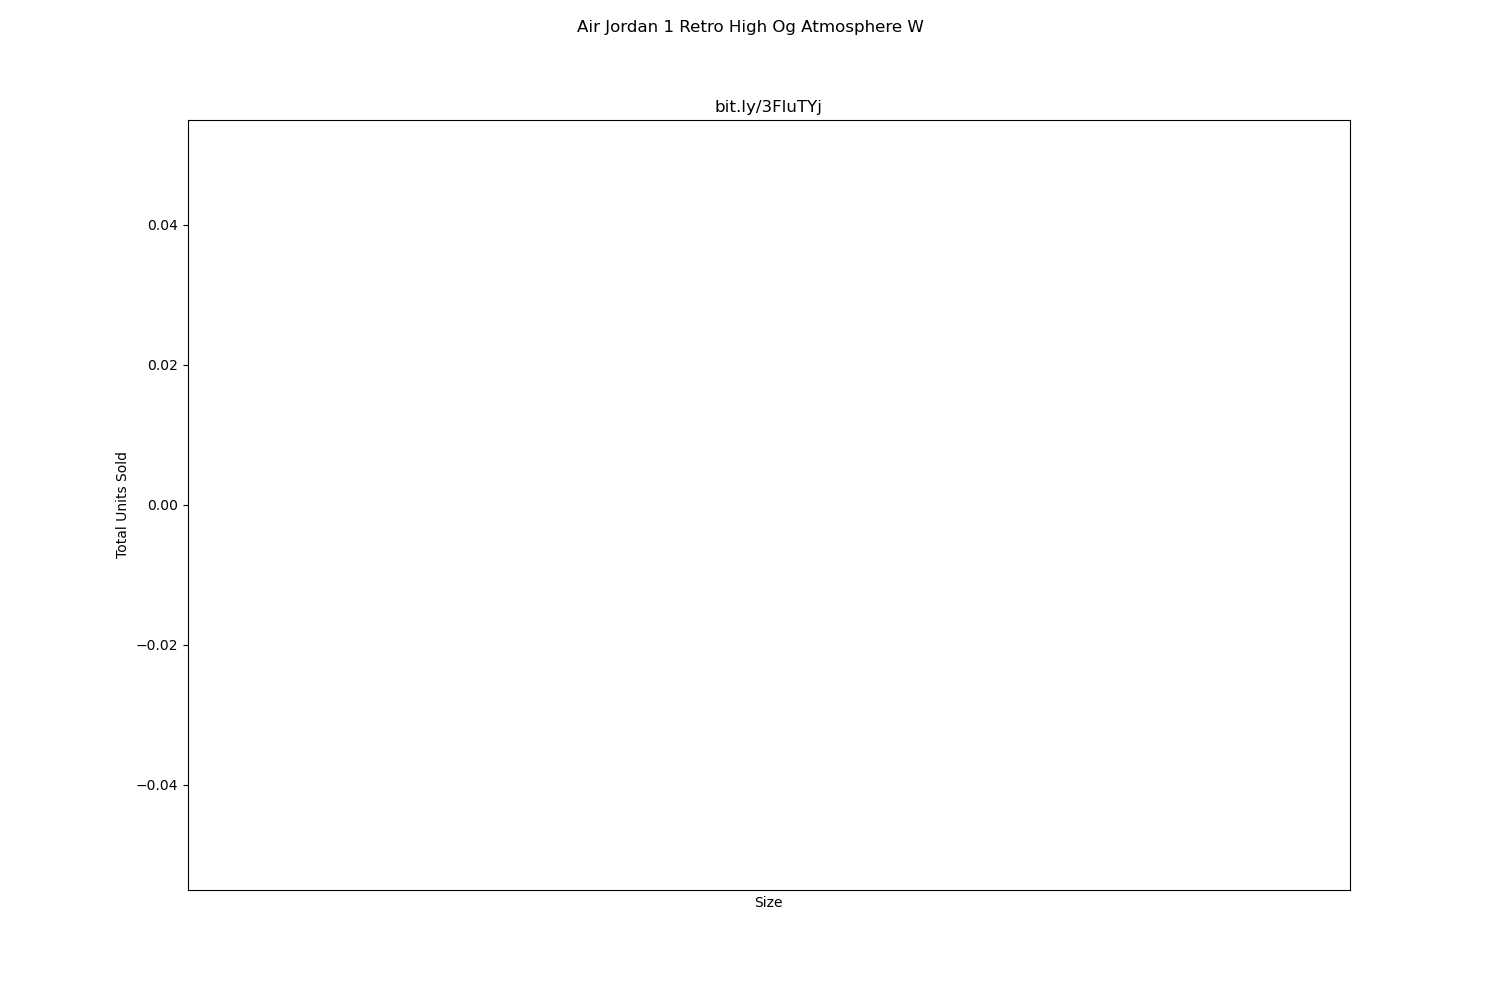 Air Jordan 1 Retro High Og Atmosphere W
bit.ly/3FIuTYj
0.04
0.02
0.00
−0.02
−0.04
Total Units Sold
Size